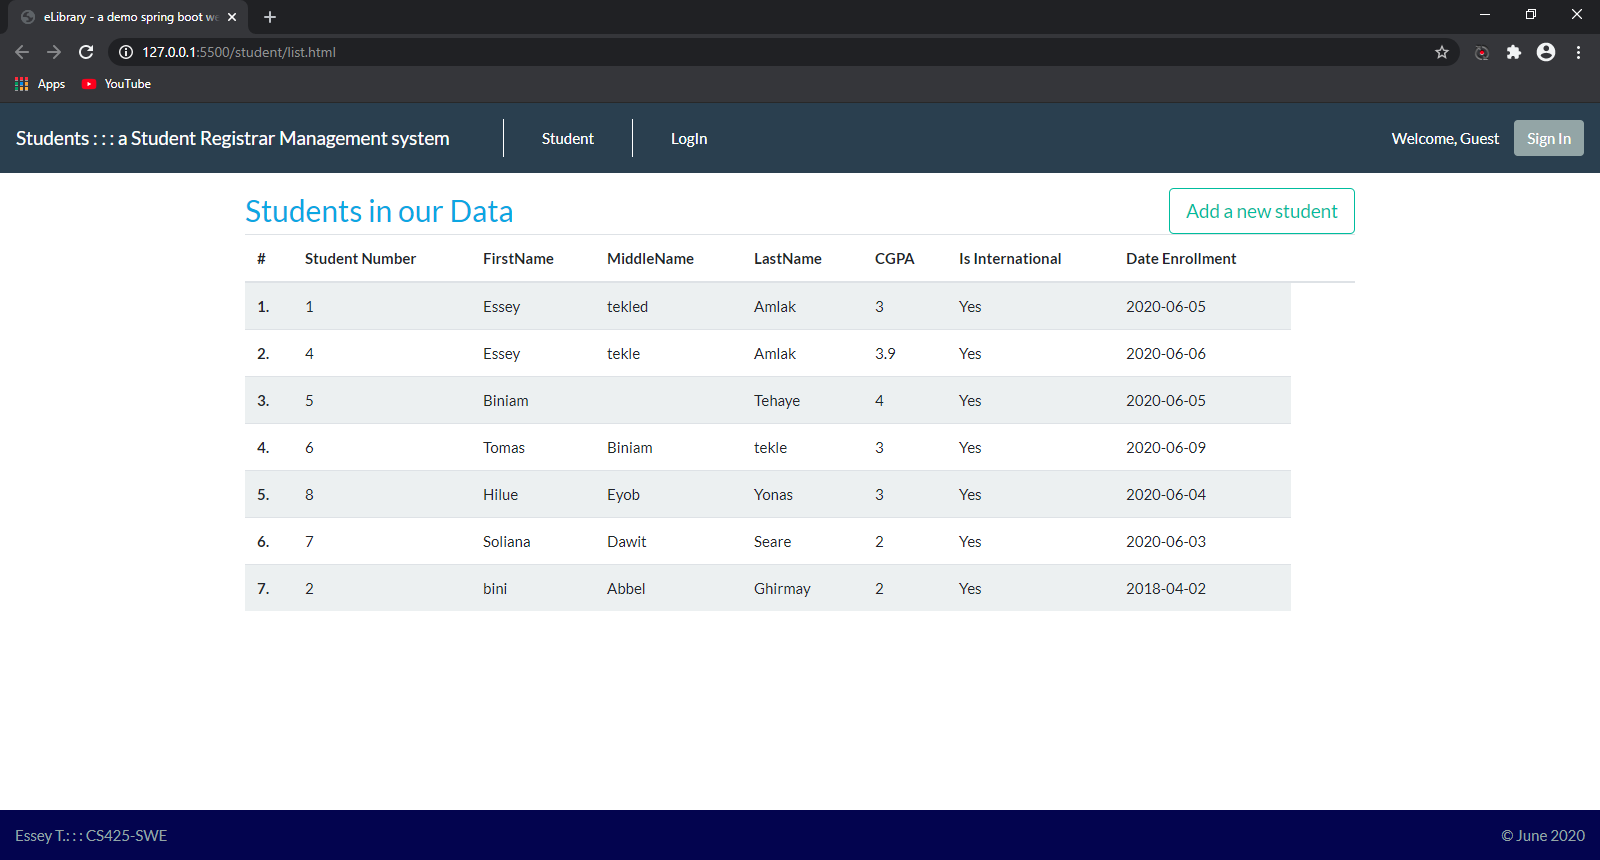 eLibrary - a demo spring boot we
127.0.0.1:5500/student/list.html
Apps YouTube
Students : : : a Student Registrar Management system Student LogIn Welcome, Guest Sign In
Students in our Data Add a new student
# Student Number FirstName MiddleName LastName CGPA Is International Date Enrollment
1. 1 Essey tekled Amlak 3 Yes 2020-06-05
2. 4 Essey tekle Amlak 3.9 Yes 2020-06-06
3. 5 Biniam Tehaye 4 Yes 2020-06-05
4. 6 Tomas Biniam tekle 3 Yes 2020-06-09
5. 8 Hilue Eyob Yonas 3 Yes 2020-06-04
6. 7 Soliana Dawit Seare 2 Yes 2020-06-03
7. 2 bini Abbel Ghirmay 2 Yes 2018-04-02
Essey T.: : : CS425-SWE © June 2020